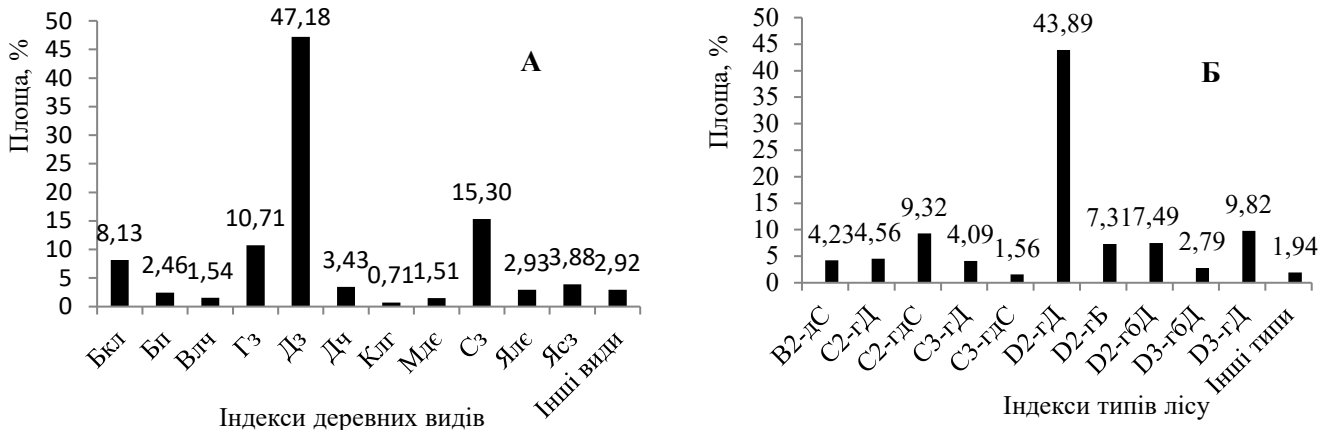 Площа, %
50
45
40
35
30
25
20
15
10
5
0
8,13
2,46
1,54
10,71
47,18
3,43
0,71
1,51
15,30
2,93
3,88
2,92
А
Бкл
Бп
Влч
Гз
Дз
Дч
Клг
Мдє
Сз
Ялє
Ясз
Інші види
Індекси деревних видів
Площа, %
50
45
40
35
30
25
20
15
10
5
0
4,23
4,56
9,32
4,09
1,56
43,89
7,31
7,49
2,79
9,82
1,94
Б
В2-дС
С2-гД
С2-гдС
С3-гД
С3-гдС
D2-гД
D2-гБ
D2-гбД
D3-гбД
D3-гД
Інші типи
Індекси типів лісу